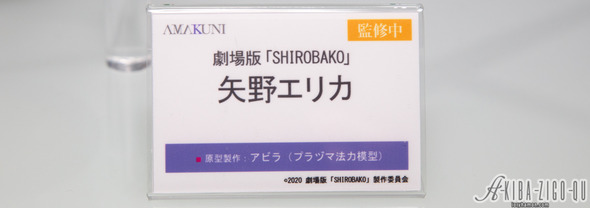 AMAKUNI
監修中
劇場版「SHIROBAKO」
矢野エリカ
■原型製作:アビラ(プラヅマ法力模型)
©2020 劇場版「SHIROBAKO」製作委員会
A-KIBA-ZIGO-QU